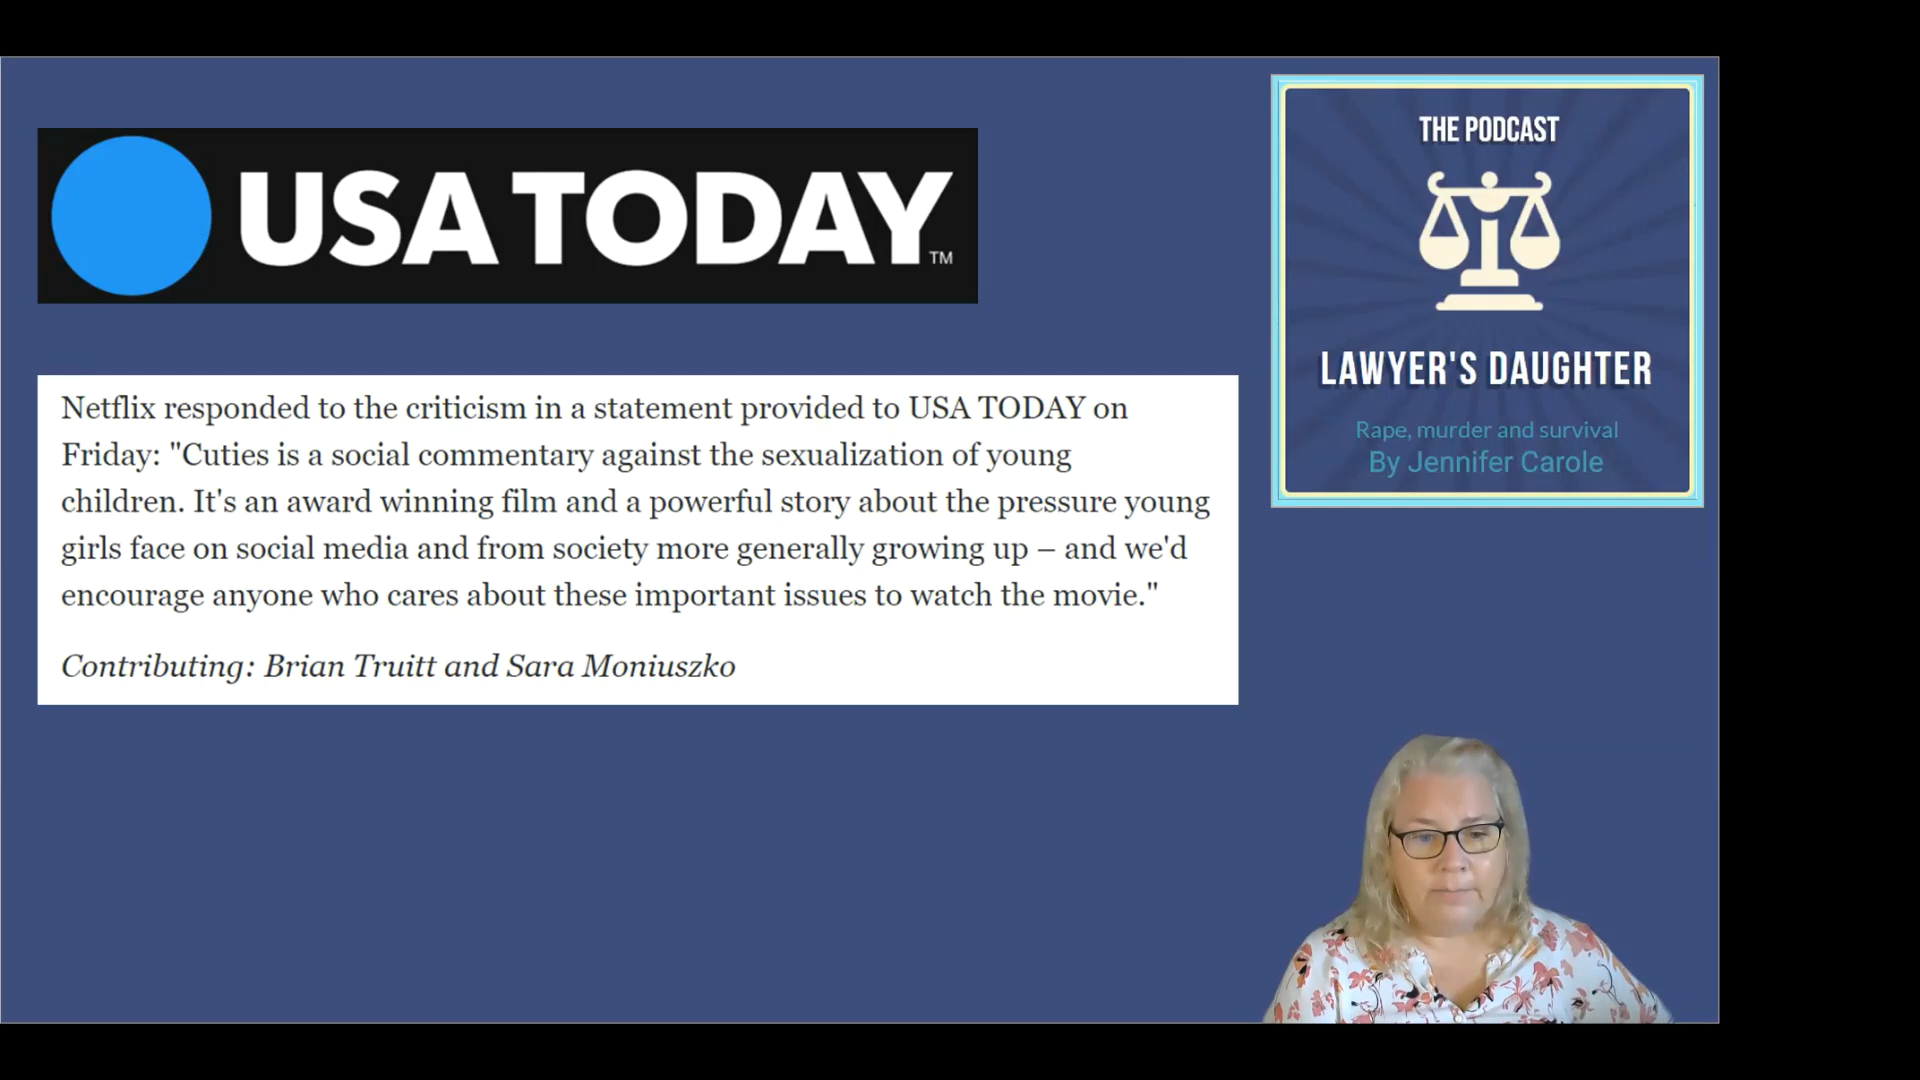 USA TODAY™
Netflix responded to the criticism in a statement provided to USA TODAY on
Friday: "Cuties is a social commentary against the sexualization of young
children. It's an award winning film and a powerful story about the pressure young
girls face on social media and from society more generally growing up – and we'd
encourage anyone who cares about these important issues to watch the movie."
Contributing: Brian Truitt and Sara Moniuszko
THE PODCAST
LAWYER'S DAUGHTER
Rape, murder and survival
By Jennifer Carole